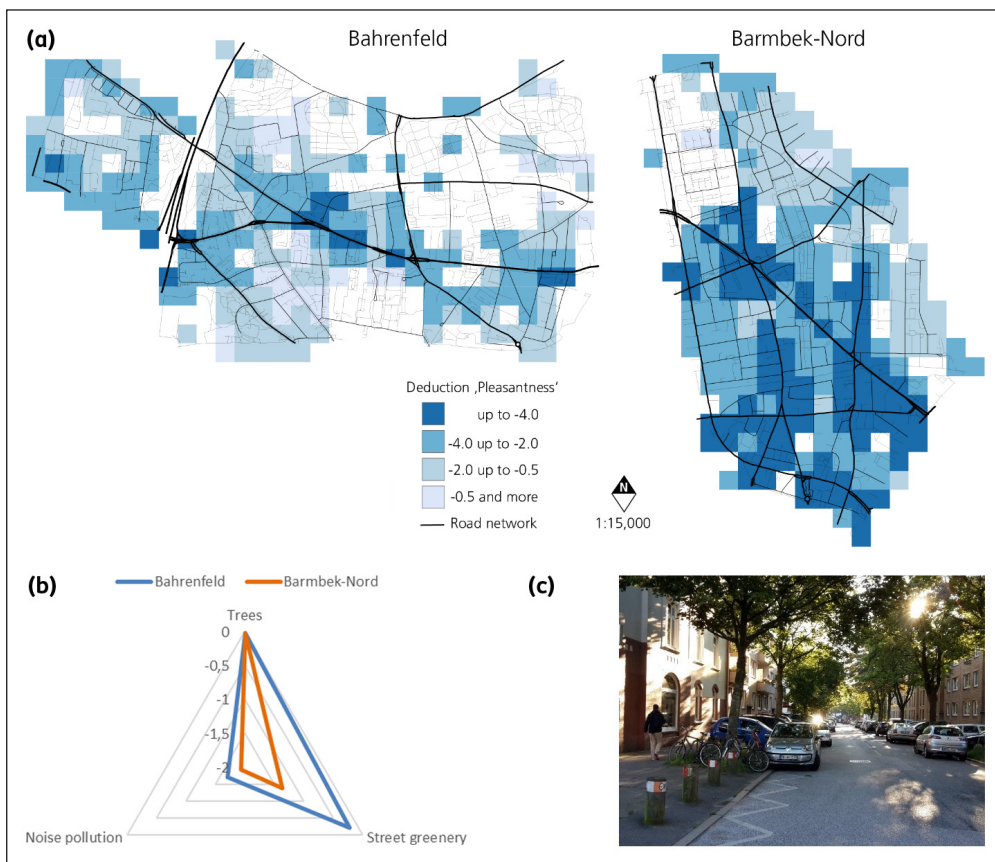 (a)
Bahrenfeld
Barmbek-Nord
Deduction ‚Pleasantness‘
up to -4.0
-4.0 up to -2.0
-2.0 up to -0.5
-0.5 and more
Road network
N
1:15,000
(b)
Bahrenfeld
Barmbek-Nord
Trees
0
-0,5
-1
-1,5
-2
Noise pollution
Street greenery
(c)